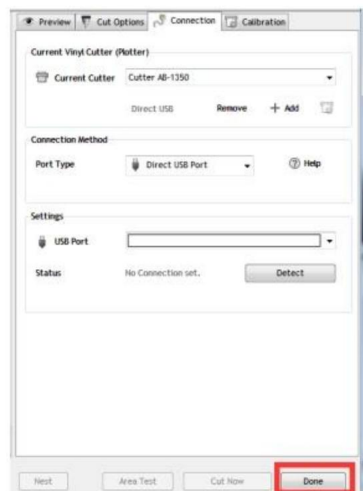 Preview Cut Options Connection Calibration
Current Vinyl Cutter (Plotter)
Current Cutter Cutter AB-1350
Direct USB Remove + Add
Connection Method
Port Type Direct USB Port ? Help
Settings
USB Port
Status No Connection set. Detect
Nest Area Test Cut Now Done